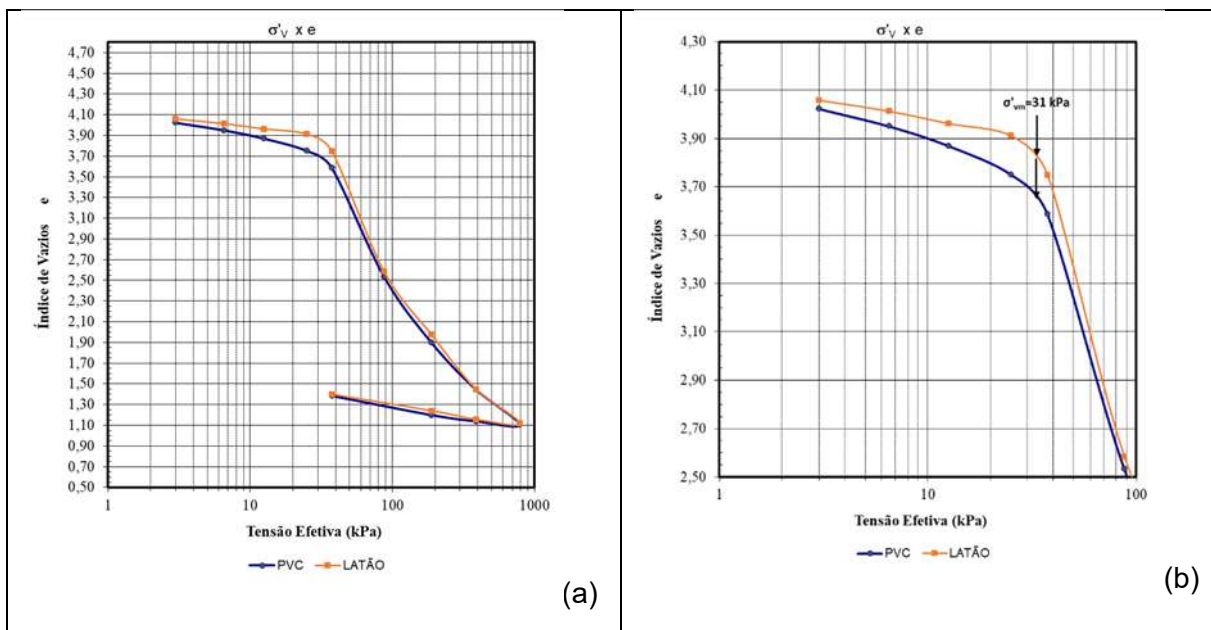 σ'V x e
4,70
4,50
4,30
4,10
3,90
3,70
3,50
3,30
3,10
2,90
2,70
2,50
2,30
2,10
1,90
1,70
1,50
1,30
1,10
0,90
0,70
0,50
Índice de Vazios e
1 10 100 1000
Tensão Efetiva (kPa)
PVC LATÃO
(a)
σ'V x e
4,30
4,10
3,90
3,70
3,50
3,30
3,10
2,90
2,70
2,50
Índice de Vazios e
σ'vm=31 kPa
1 10 100
Tensão Efetiva (kPa)
PVC LATÃO
(b)